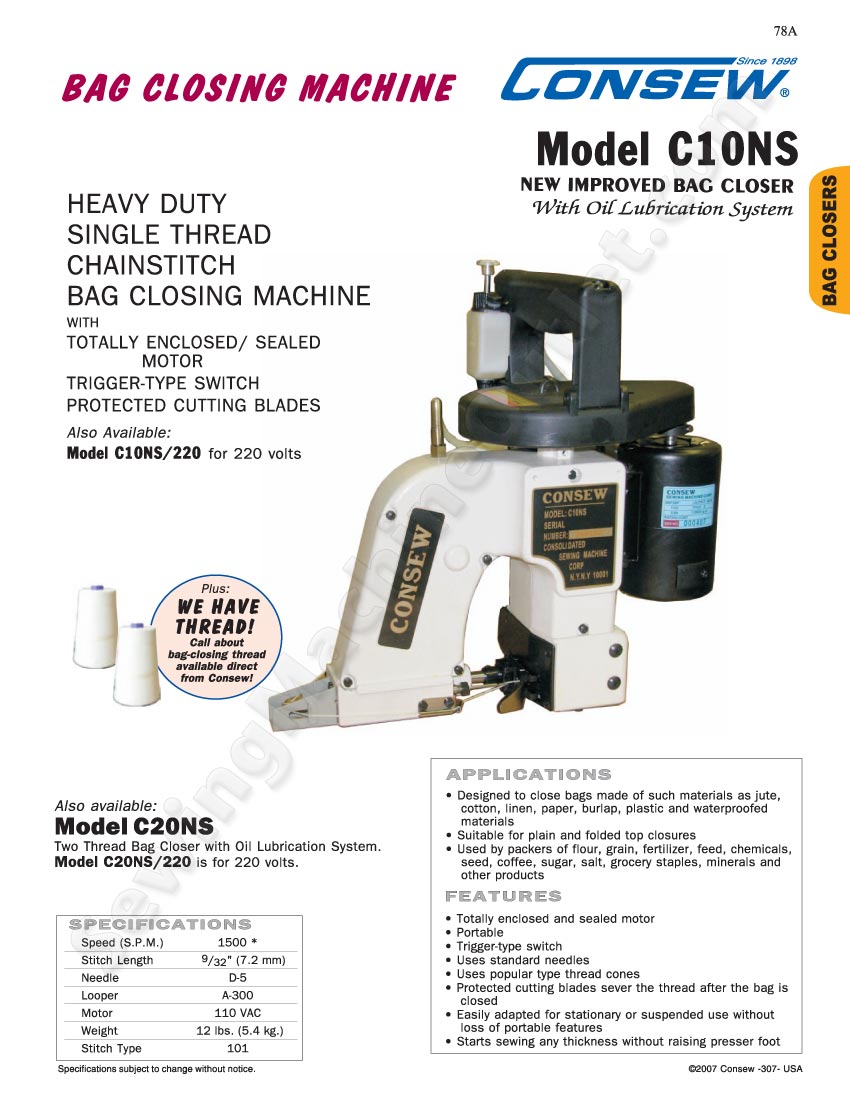 78A
BAG CLOSING MACHINE
Since 1898
CONSEW®
Model C10NS
NEW IMPROVED BAG CLOSER
With Oil Lubrication System
BAG CLOSERS
HEAVY DUTY
SINGLE THREAD
CHAINSTITCH
BAG CLOSING MACHINE
WITH
TOTALLY ENCLOSED/ SEALED
MOTOR
TRIGGER-TYPE SWITCH
PROTECTED CUTTING BLADES
Also Available:
Model C10NS/220 for 220 volts
CONSEW
CONSEW
MODEL: C10NS
SERIAL
NUMBER:
CONSOLIDATED
SEWING MACHINE
CORP
N.Y.N.Y 10001
CONSEW
000407
Plus:
WE HAVE
THREAD!
Call about
bag-closing thread
available direct
from Consew!
SewingMachineOutlet.com
Also available:
Model C20NS
Two Thread Bag Closer with Oil Lubrication System.
Model C20NS/220 is for 220 volts.
SPECIFICATIONS
Speed (S.P.M.) 1500 *
Stitch Length 9/32" (7.2 mm)
Needle D-5
Looper A-300
Motor 110 VAC
Weight 12 lbs. (5.4 kg.)
Stitch Type 101
Specifications subject to change without notice.
APPLICATIONS
• Designed to close bags made of such materials as jute,
cotton, linen, paper, burlap, plastic and waterproofed
materials
• Suitable for plain and folded top closures
• Used by packers of flour, grain, fertilizer, feed, chemicals,
seed, coffee, sugar, salt, grocery staples, minerals and
other products
FEATURES
• Totally enclosed and sealed motor
• Portable
• Trigger-type switch
• Uses standard needles
• Uses popular type thread cones
• Protected cutting blades sever the thread after the bag is
closed
• Easily adapted for stationary or suspended use without
loss of portable features
• Starts sewing any thickness without raising presser foot
©2007 Consew -307- USA